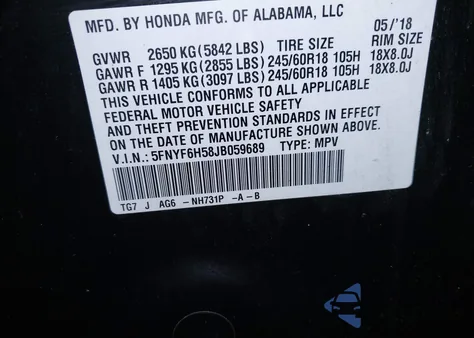 MFD. BY HONDA MFG. OF ALABAMA, LLC 05/'18
GVWR 2650 KG(5842 LBS) TIRE SIZE RIM SIZE
GAWR F 1295 KG(2855 LBS) 245/60R18 105H 18X8.0J
GAWR R 1405 KG(3097 LBS) 245/60R18 105H 18X8.0J
THIS VEHICLE CONFORMS TO ALL APPLICABLE
FEDERAL MOTOR VEHICLE SAFETY
AND THEFT PREVENTION STANDARDS IN EFFECT
ON THE DATE OF MANUFACTURE SHOWN ABOVE.
V.I.N.: 5FNYF6H58JB059689 TYPE: MPV
TG7 J AG6 -NH731P -A-B